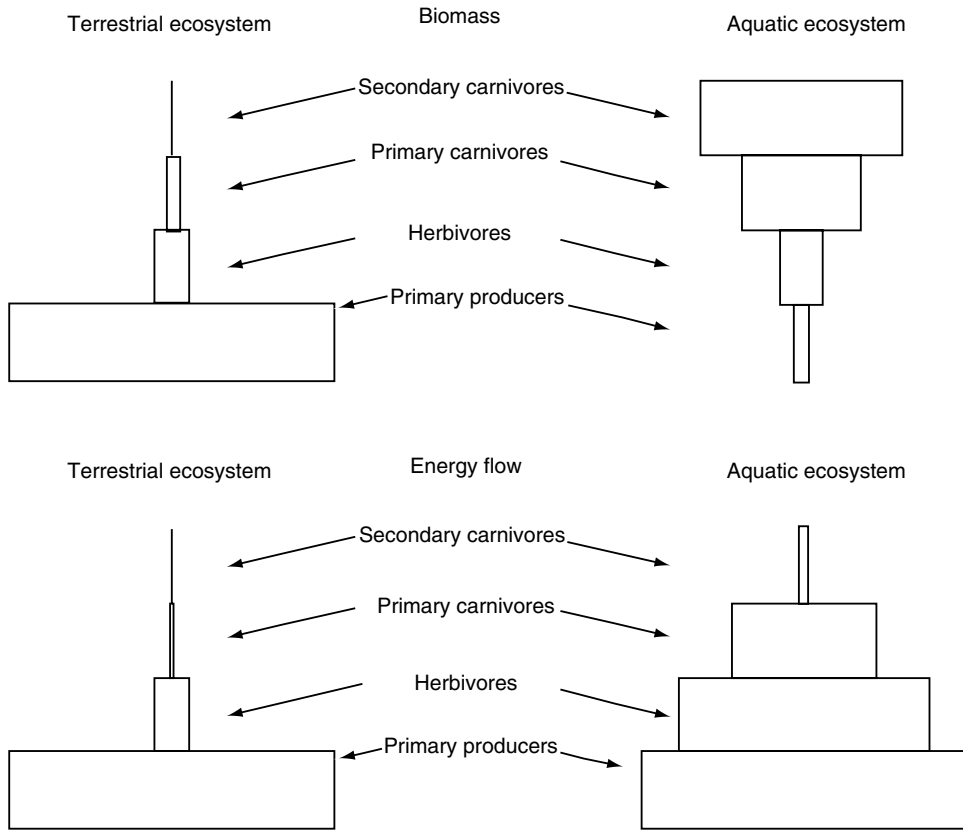 Terrestrial ecosystem
Biomass
Aquatic ecosystem
Secondary carnivores
Primary carnivores
Herbivores
Primary producers
Terrestrial ecosystem
Energy flow
Aquatic ecosystem
Secondary carnivores
Primary carnivores
Herbivores
Primary producers